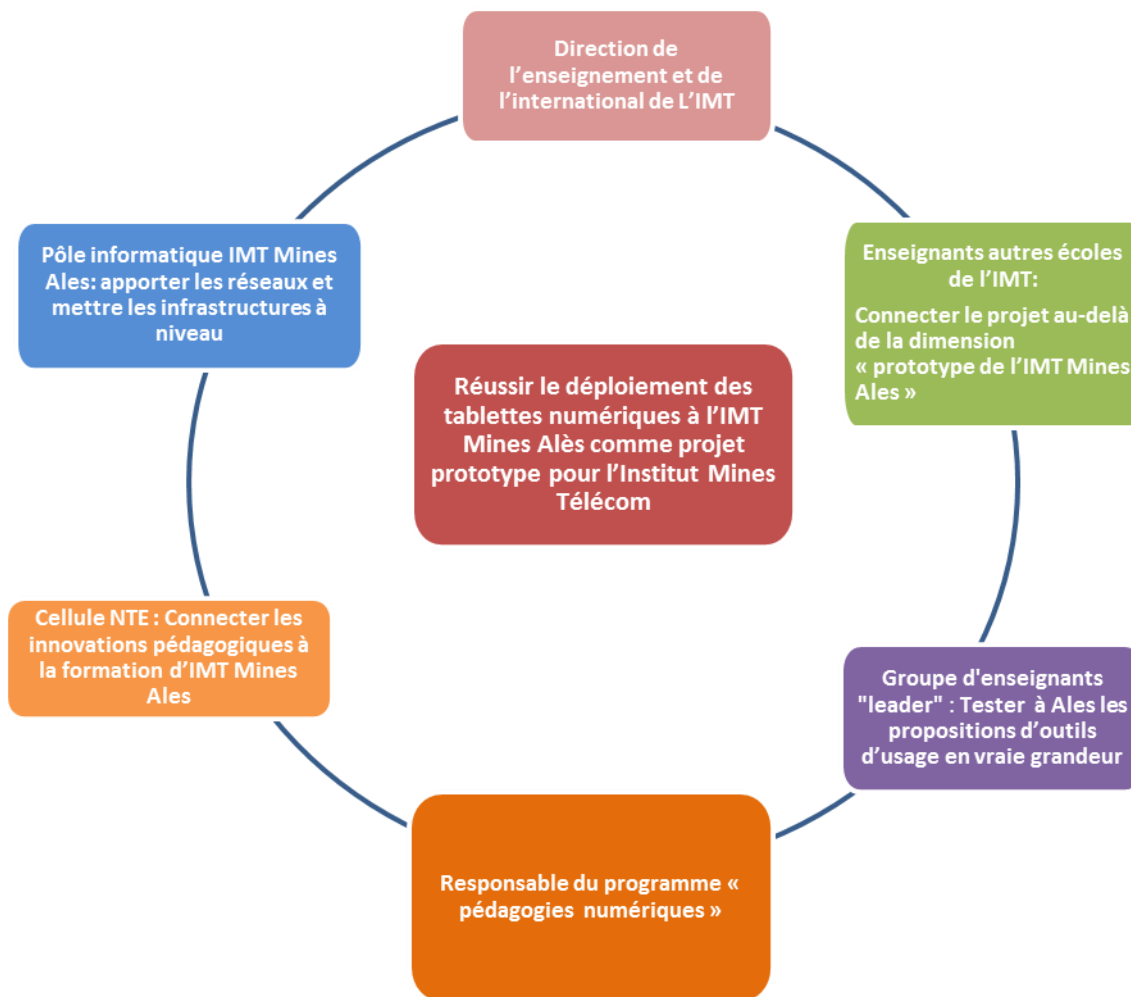 Direction de
l'enseignement et de
l'international de L'IMT
Pôle informatique IMT Mines
Ales: apporter les réseaux et
mettre les infrastructures à
niveau
Enseignants autres écoles
de l'IMT:
Connecter le projet au-delà
de la dimension
« prototype de l'IMT Mines
Ales »
Réussir le déploiement des
tablettes numériques à l'IMT
Mines Alès comme projet
prototype pour l'Institut Mines
Télécom
Cellule NTE : Connecter les
innovations pédagogiques à
la formation d'IMT Mines
Ales
Groupe d'enseignants
"leader" : Tester à Ales les
propositions d'outils
d'usage en vraie grandeur
Responsable du programme «
pédagogies numériques »